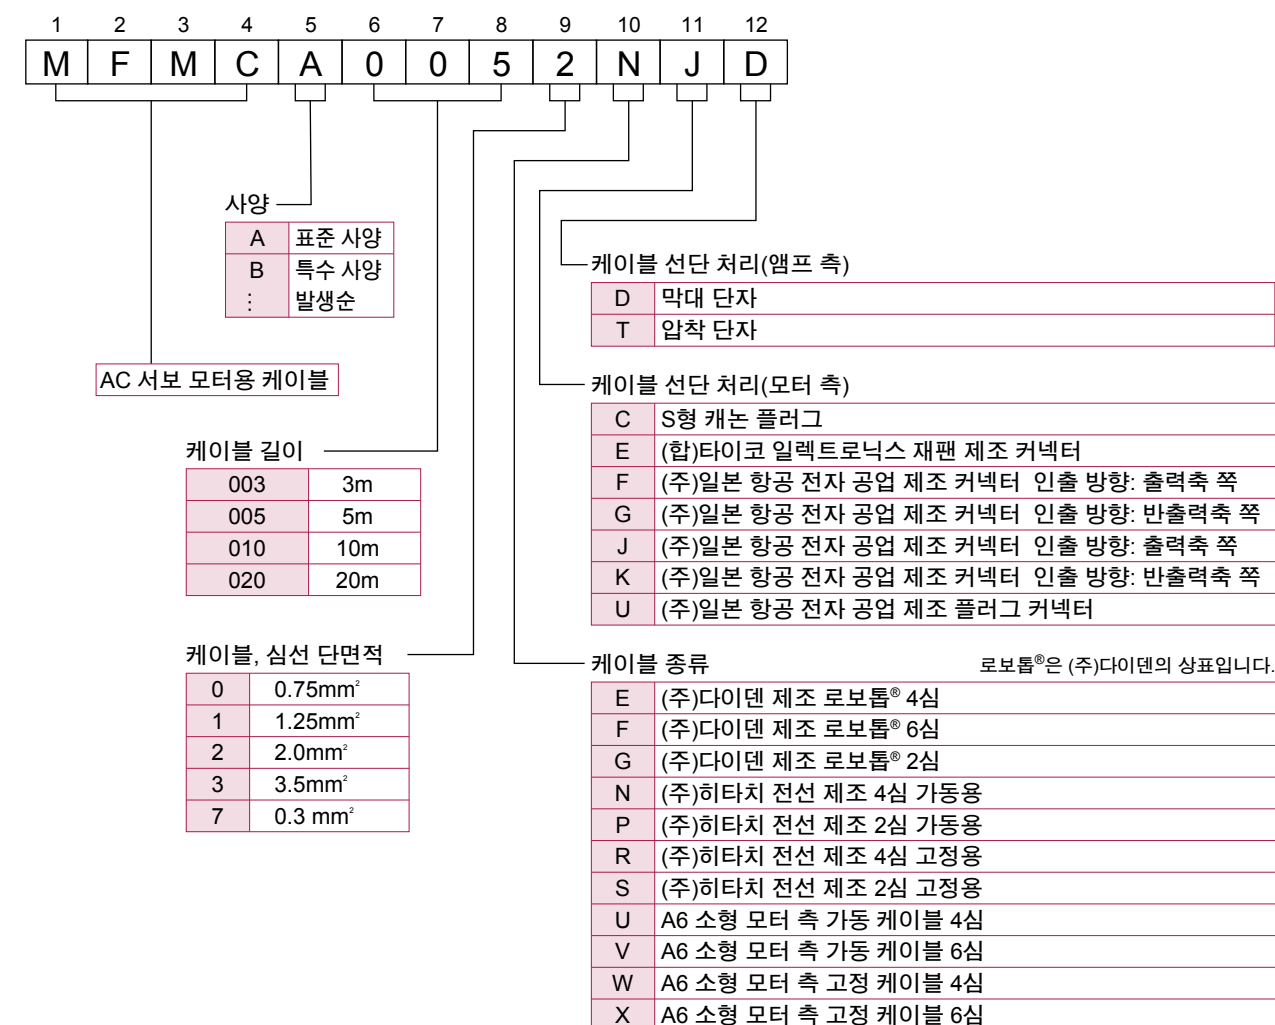 1 2 3 4 5 6 7 8 9 10 11 12
M F M C A 0 0 5 2 N J D
사양
A 표준 사양
B 특수 사양
⋮ 발생순
AC 서보 모터용 케이블
케이블 길이
003 3m
005 5m
010 10m
020 20m
케이블, 심선 단면적
0 0.75mm²
1 1.25mm²
2 2.0mm²
3 3.5mm²
7 0.3 mm²
케이블 선단 처리(앰프 측)
D 막대 단자
T 압착 단자
케이블 선단 처리(모터 측)
C S형 캐논 플러그
E (합)타이코 일렉트로닉스 재팬 제조 커넥터
F (주)일본 항공 전자 공업 제조 커넥터 인출 방향: 출력축 쪽
G (주)일본 항공 전자 공업 제조 커넥터 인출 방향: 반출력축 쪽
J (주)일본 항공 전자 공업 제조 커넥터 인출 방향: 출력축 쪽
K (주)일본 항공 전자 공업 제조 커넥터 인출 방향: 반출력축 쪽
U (주)일본 항공 전자 공업 제조 플러그 커넥터
케이블 종류 로보톱®은 (주)다이덴의 상표입니다.
E (주)다이덴 제조 로보톱® 4심
F (주)다이덴 제조 로보톱® 6심
G (주)다이덴 제조 로보톱® 2심
N (주)히타치 전선 제조 4심 가동용
P (주)히타치 전선 제조 2심 가동용
R (주)히타치 전선 제조 4심 고정용
S (주)히타치 전선 제조 2심 고정용
U A6 소형 모터 측 가동 케이블 4심
V A6 소형 모터 측 가동 케이블 6심
W A6 소형 모터 측 고정 케이블 4심
X A6 소형 모터 측 고정 케이블 6심